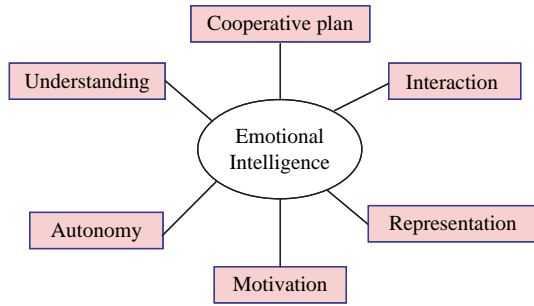 Cooperative plan
Understanding
Interaction
Emotional
Intelligence
Autonomy
Representation
Motivation